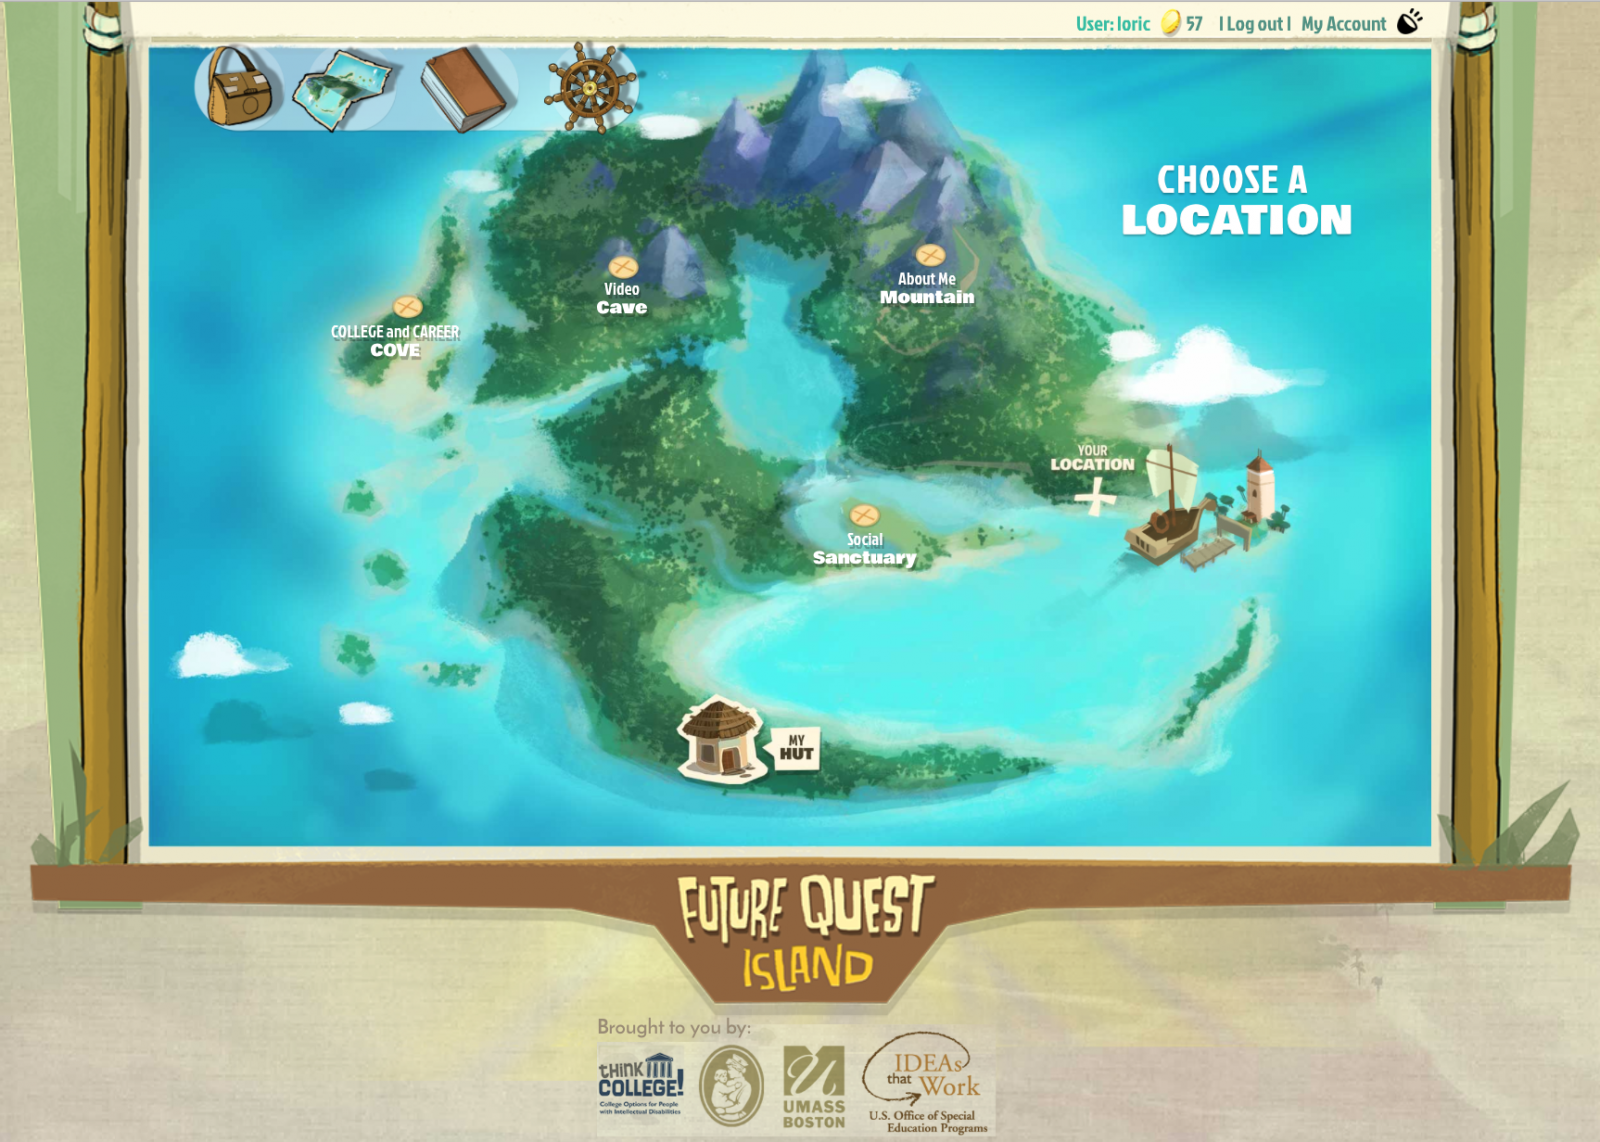 User: loric 57 | Log out | My Account
CHOOSE A
LOCATION
Video
Cave
About Me
Mountain
COLLEGE and CAREER
COVE
YOUR
LOCATION
Social
Sanctuary
MY
HUT
FUTURE QUEST
ISLAND
Brought to you by:
thiNK
COLLEGE!
College Options for People
with Intellectual Disabilities
UMASS
BOSTON
IDEAs
that Work
U.S. Office of Special
Education Programs